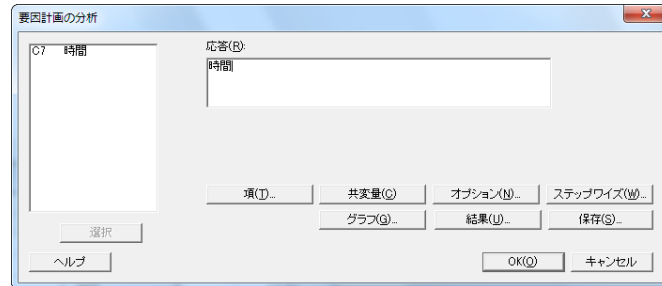 要因計画の分析
C7 時間
応答(R):
時間
項(T)...
共変量(C)
オプション(N)...
ステップワイズ(W)...
グラフ(G)...
結果(U)...
保存(S)...
選択
ヘルプ
OK(O)
キャンセル